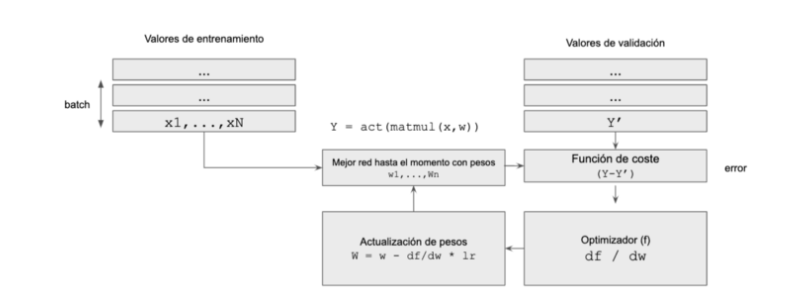 Valores de entrenamiento
Valores de validación
...
...
batch
...
...
x1,...,xN
Y = act(matmul(x,w))
Y’
Mejor red hasta el momento con pesos
w1,...,Wn
Función de coste
(Y-Y’)
error
Actualización de pesos
W = w - df/dw * lr
Optimizador (f)
df / dw